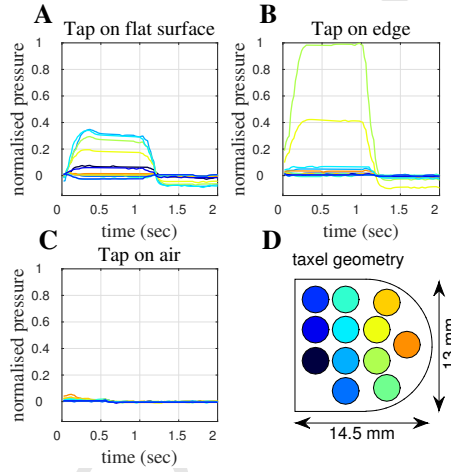 A Tap on flat surface
normalised pressure
1
0.8
0.6
0.4
0.2
0
0 0.5 1 1.5 2
time (sec)
B Tap on edge
normalised pressure
1
0.8
0.6
0.4
0.2
0
0 0.5 1 1.5 2
time (sec)
C Tap on air
normalised pressure
1
0.8
0.6
0.4
0.2
0
0 0.5 1 1.5 2
time (sec)
D taxel geometry
13 mm
14.5 mm